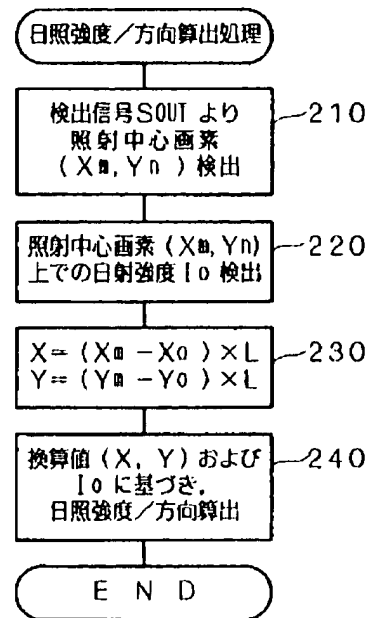 日照強度/方向算出処理
検出信号SOUT より
照射中心画素
(Xm, Yn) 検出
210
照射中心画素 (Xm, Yn)
上での日射強度 Io 検出
220
X= (Xm -Xo) ×L
Y= (Ym -Yo) ×L
230
換算値 (X, Y) および
Io に基づき,
日照強度/方向算出
240
E N D